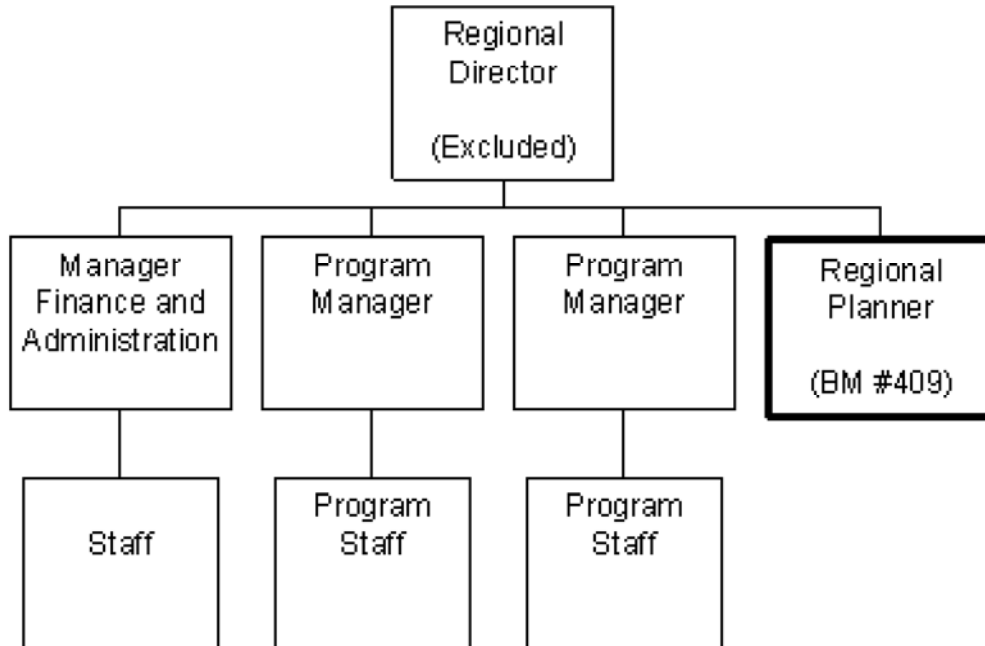 Regional
Director
(Excluded)
Manager
Finance and
Administration
Program
Manager
Program
Manager
Regional
Planner
(BM #409)
Staff
Program
Staff
Program
Staff